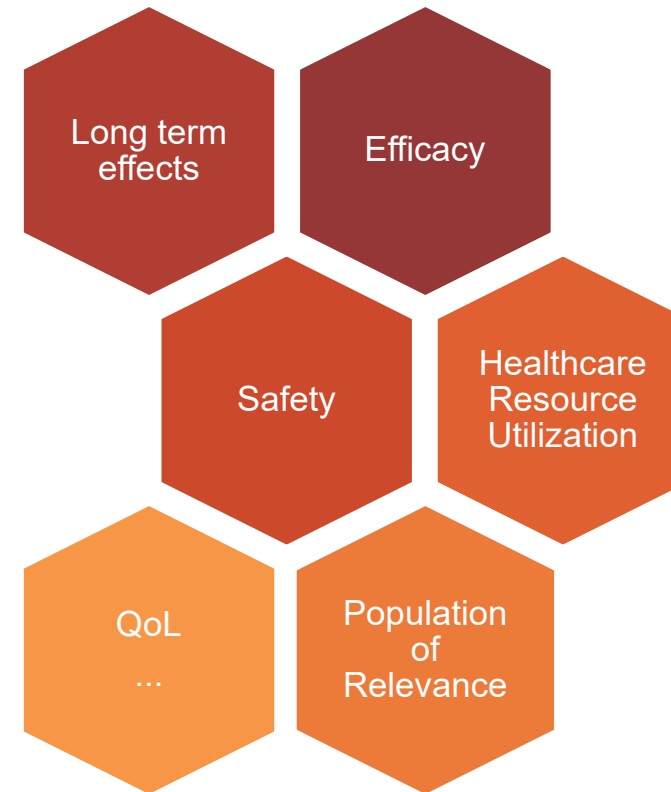 Long term
effects
Efficacy
Safety
Healthcare
Resource
Utilization
QoL
...
Population
of
Relevance